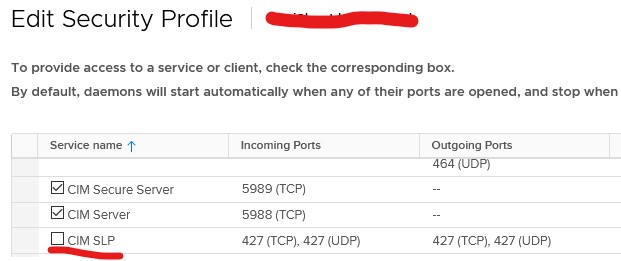 Edit Security Profile
To provide access to a service or client, check the corresponding box.
By default, daemons will start automatically when any of their ports are opened, and stop when
Service name ↑ Incoming Ports Outgoing Ports
464 (UDP)
CIM Secure Server 5989 (TCP) --
CIM Server 5988 (TCP) --
CIM SLP 427 (TCP), 427 (UDP) 427 (TCP), 427 (UDP)